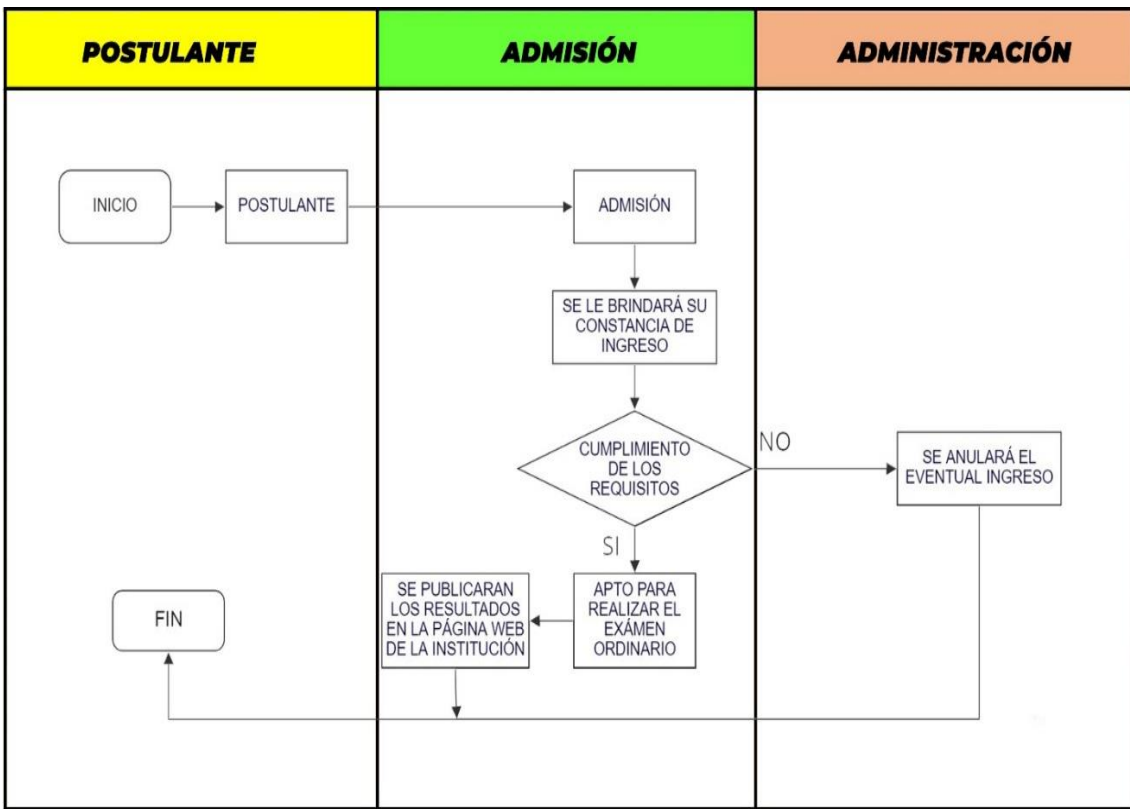 POSTULANTE
ADMISIÓN
ADMINISTRACIÓN
INICIO
POSTULANTE
ADMISIÓN
SE LE BRINDARÁ SU
CONSTANCIA DE
INGRESO
CUMPLIMIENTO
DE LOS
REQUISITOS
NO
SE ANULARÁ EL
EVENTUAL INGRESO
SI
APTO PARA
REALIZAR EL
EXÁMEN
ORDINARIO
SE PUBLICARAN
LOS RESULTADOS
EN LA PÁGINA WEB
DE LA INSTITUCIÓN
FIN